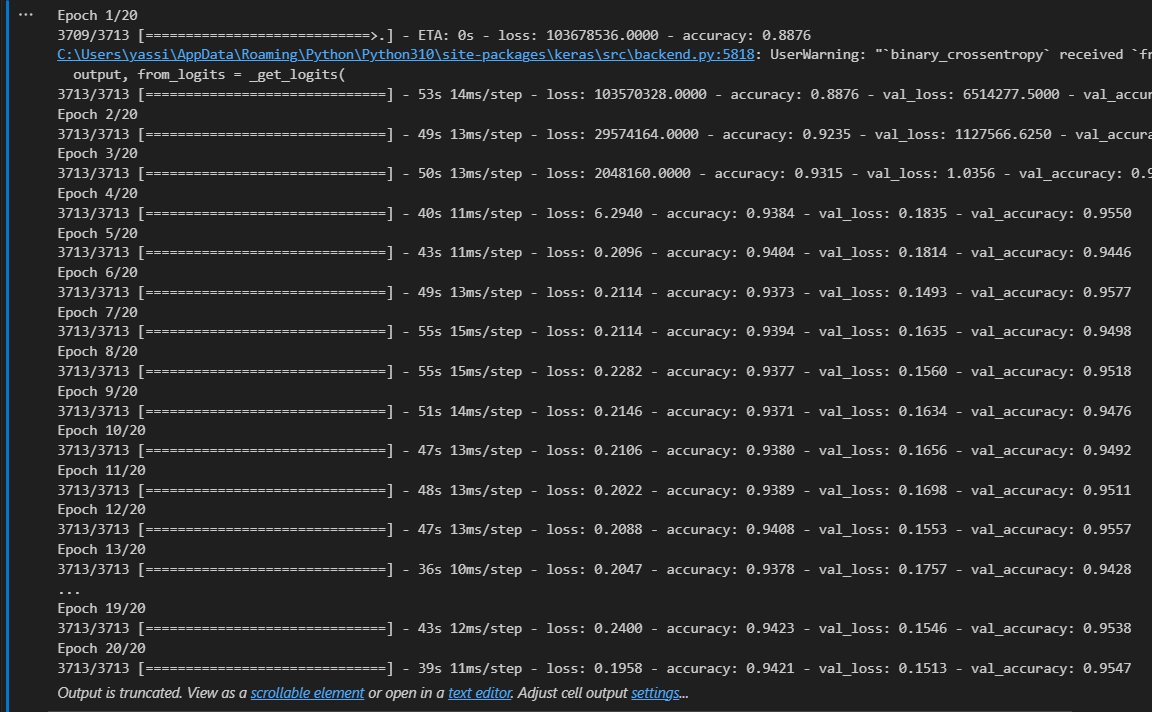 ...
Epoch 1/20
3709/3713 [============================>.] - ETA: 0s - loss: 103678536.0000 - accuracy: 0.8876
C:\Users\yassi\AppData\Roaming\Python\Python310\site-packages\keras\src\backend.py:5818: UserWarning: "`binary_crossentropy` received `fr
output, from_logits = _get_logits(
3713/3713 [==============================] - 53s 14ms/step - loss: 103570328.0000 - accuracy: 0.8876 - val_loss: 6514277.5000 - val_accur
Epoch 2/20
3713/3713 [==============================] - 49s 13ms/step - loss: 29574164.0000 - accuracy: 0.9235 - val_loss: 1127566.6250 - val_accura
Epoch 3/20
3713/3713 [==============================] - 50s 13ms/step - loss: 2048160.0000 - accuracy: 0.9315 - val_loss: 1.0356 - val_accuracy: 0.9
Epoch 4/20
3713/3713 [==============================] - 40s 11ms/step - loss: 6.2940 - accuracy: 0.9384 - val_loss: 0.1835 - val_accuracy: 0.9550
Epoch 5/20
3713/3713 [==============================] - 43s 11ms/step - loss: 0.2096 - accuracy: 0.9404 - val_loss: 0.1814 - val_accuracy: 0.9446
Epoch 6/20
3713/3713 [==============================] - 49s 13ms/step - loss: 0.2114 - accuracy: 0.9373 - val_loss: 0.1493 - val_accuracy: 0.9577
Epoch 7/20
3713/3713 [==============================] - 55s 15ms/step - loss: 0.2114 - accuracy: 0.9394 - val_loss: 0.1635 - val_accuracy: 0.9498
Epoch 8/20
3713/3713 [==============================] - 55s 15ms/step - loss: 0.2282 - accuracy: 0.9377 - val_loss: 0.1560 - val_accuracy: 0.9518
Epoch 9/20
3713/3713 [==============================] - 51s 14ms/step - loss: 0.2146 - accuracy: 0.9371 - val_loss: 0.1634 - val_accuracy: 0.9476
Epoch 10/20
3713/3713 [==============================] - 47s 13ms/step - loss: 0.2106 - accuracy: 0.9380 - val_loss: 0.1656 - val_accuracy: 0.9492
Epoch 11/20
3713/3713 [==============================] - 48s 13ms/step - loss: 0.2022 - accuracy: 0.9389 - val_loss: 0.1698 - val_accuracy: 0.9511
Epoch 12/20
3713/3713 [==============================] - 47s 13ms/step - loss: 0.2088 - accuracy: 0.9408 - val_loss: 0.1553 - val_accuracy: 0.9557
Epoch 13/20
3713/3713 [==============================] - 36s 10ms/step - loss: 0.2047 - accuracy: 0.9378 - val_loss: 0.1757 - val_accuracy: 0.9428
...
Epoch 19/20
3713/3713 [==============================] - 43s 12ms/step - loss: 0.2400 - accuracy: 0.9423 - val_loss: 0.1546 - val_accuracy: 0.9538
Epoch 20/20
3713/3713 [==============================] - 39s 11ms/step - loss: 0.1958 - accuracy: 0.9421 - val_loss: 0.1513 - val_accuracy: 0.9547
Output is truncated. View as a scrollable element or open in a text editor. Adjust cell output settings...